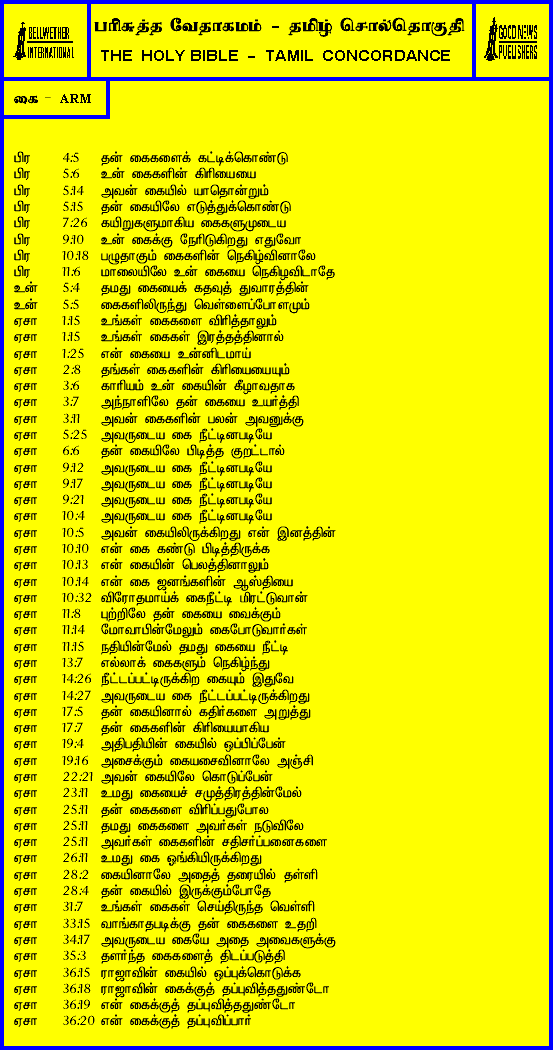 BELLWETHER
INTERNATIONAL
பரிசுத்த வேதாகமம் - தமிழ் சொல்தொகுதி
THE HOLY BIBLE - TAMIL CONCORDANCE
GOOD NEWS
PUBLISHERS
கை - ARM
பிர 4:5 தன் கைகளைக் கட்டிக்கொண்டு
பிர 5:6 உன் கைகளின் கிரியையை
பிர 5:14 அவன் கையில் யாதொன்றும்
பிர 5:15 தன் கையிலே எடுத்துக்கொண்டு
பிர 7:26 கயிறுகளுமாகிய கைகளுமுடைய
பிர 9:10 உன் கைக்கு நேரிடுகிறது எதுவோ
பிர 10:18 பழுதாகும் கைகளின் நெகிழ்வினாலே
பிர 11:6 மாலையிலே உன் கையை நெகிழவிடாதே
உன் 5:4 தமது கையைக் கதவுத் துவாரத்தின்
உன் 5:5 கைகளிலிருந்து வெள்ளைப்போளமும்
ஏசா 1:15 உங்கள் கைகளை விரித்தாலும்
ஏசா 1:15 உங்கள் கைகள் இரத்தத்தினால்
ஏசா 1:25 என் கையை உன்னிடமாய்
ஏசா 2:8 தங்கள் கைகளின் கிரியையையும்
ஏசா 3:6 காரியம் உன் கையின் கீழாவதாக
ஏசா 3:7 அந்நாளிலே தன் கையை உயர்த்தி
ஏசா 3:11 அவன் கைகளின் பலன் அவனுக்கு
ஏசா 5:25 அவருடைய கை நீட்டினபடியே
ஏசா 6:6 தன் கையிலே பிடித்த குறட்டால்
ஏசா 9:12 அவருடைய கை நீட்டினபடியே
ஏசா 9:17 அவருடைய கை நீட்டினபடியே
ஏசா 9:21 அவருடைய கை நீட்டினபடியே
ஏசா 10:4 அவருடைய கை நீட்டினபடியே
ஏசா 10:5 அவன் கையிலிருக்கிறது என் இனத்தின்
ஏசா 10:10 என் கை கண்டு பிடித்திருக்க
ஏசா 10:13 என் கையின் பெலத்தினாலும்
ஏசா 10:14 என் கை ஜனங்களின் ஆஸ்தியை
ஏசா 10:32 விரோதமாய்க் கைநீட்டி மிரட்டுவான்
ஏசா 11:8 புற்றிலே தன் கையை வைக்கும்
ஏசா 11:14 மோவாபின்மேலும் கைபோடுவார்கள்
ஏசா 11:15 நதியின்மேல் தமது கையை நீட்டி
ஏசா 13:7 எல்லாக் கைகளும் நெகிழ்ந்து
ஏசா 14:26 நீட்டப்பட்டிருக்கிற கையும் இதுவே
ஏசா 14:27 அவருடைய கை நீட்டப்பட்டிருக்கிறது
ஏசா 17:5 தன் கையினால் கதிர்களை அறுத்து
ஏசா 17:7 தன் கைகளின் கிரியையாகிய
ஏசா 19:4 அதிபதியின் கையில் ஒப்பிப்பேன்
ஏசா 19:16 அசைக்கும் கையசைவினாலே அஞ்சி
ஏசா 22:21 அவன் கையிலே கொடுப்பேன்
ஏசா 23:11 உமது கையைச் சமுத்திரத்தின்மேல்
ஏசா 25:11 தன் கைகளை விரிப்பதுபோல
ஏசா 25:11 தமது கைகளை அவர்கள் நடுவிலே
ஏசா 25:11 அவர்கள் கைகளின் சதிசர்ப்பனைகளை
ஏசா 26:11 உமது கை ஓங்கியிருக்கிறது
ஏசா 28:2 கையினாலே அதைத் தரையில் தள்ளி
ஏசா 28:4 தன் கையில் இருக்கும்போதே
ஏசா 31:7 உங்கள் கைகள் செய்திருந்த வெள்ளி
ஏசா 33:15 வாங்காதபடிக்கு தன் கைகளை உதறி
ஏசா 34:17 அவருடைய கையே அதை அவைகளுக்கு
ஏசா 35:3 தளர்ந்த கைகளைத் திடப்படுத்தி
ஏசா 36:15 ராஜாவின் கையில் ஒப்புக்கொடுக்க
ஏசா 36:18 ராஜாவின் கைக்குத் தப்புவித்ததுண்டோ
ஏசா 36:19 என் கைக்குத் தப்புவித்ததுண்டோ
ஏசா 36:20 என் கைக்குத் தப்புவிப்பார்